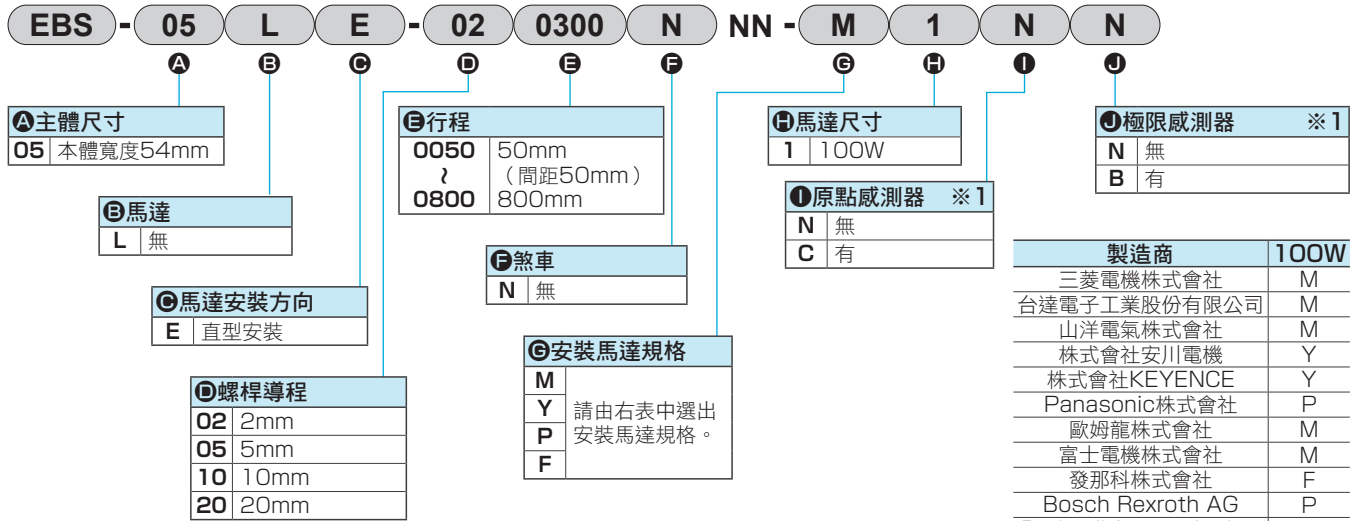 EBS - 05 L E - 02 0300 N NN - M 1 N N
A B C D E F G H I J
A主體尺寸
05 本體寬度54mm
B馬達
L 無
C馬達安裝方向
E 直型安裝
D螺桿導程
02 2mm
05 5mm
10 10mm
20 20mm
E行程
0050 50mm
~ （間距50mm）
0800 800mm
F煞車
N 無
G安裝馬達規格
M
Y
P
F
請由右表中選出
安裝馬達規格。
H馬達尺寸
1 100W
I原點感測器 ※1
N 無
C 有
J極限感測器 ※1
N 無
B 有
製造商 100W
三菱電機株式會社 M
台達電子工業股份有限公司 M
山洋電氣株式會社 M
株式會社安川電機 Y
株式會社KEYENCE Y
Panasonic株式會社 P
歐姆龍株式會社 M
富士電機株式會社 M
發那科株式會社 F
Bosch Rexroth AG P